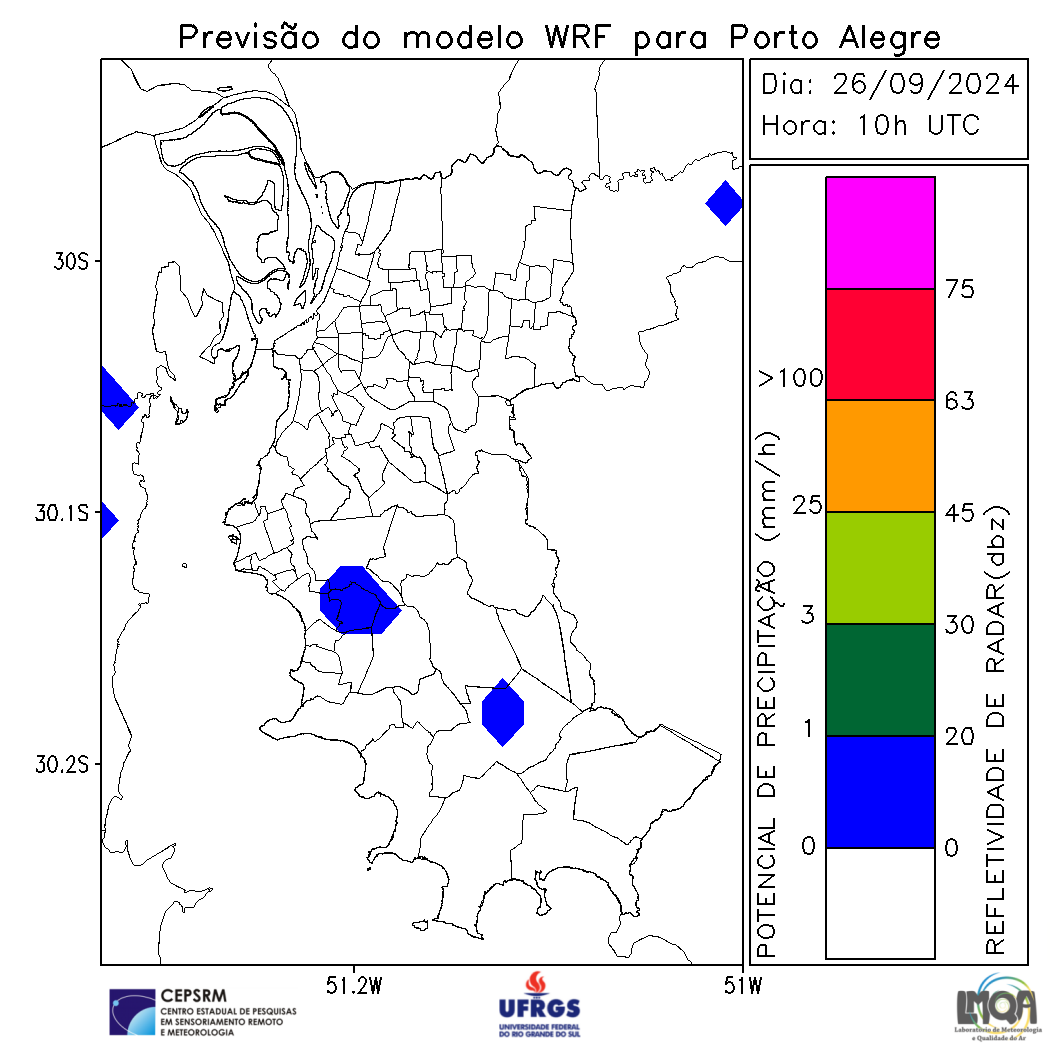 Previsão do modelo WRF para Porto Alegre
Dia: 26/09/2024
Hora: 10h UTC
30S
30.1S
30.2S
51.2W
51W
POTENCIAL DE PRECIPITAÇÃO (mm/h)
>100
25
3
1
0
75
63
45
30
20
0
REFLETIVIDADE DE RADAR(dbz)
CEPSRM
CENTRO ESTADUAL DE PESQUISAS
EM SENSORIAMENTO REMOTO
E METEOROLOGIA
UFRGS
UNIVERSIDADE FEDERAL
DO RIO GRANDE DO SUL
LMQA
Laboratório de Meteorologia
e Qualidade do Ar